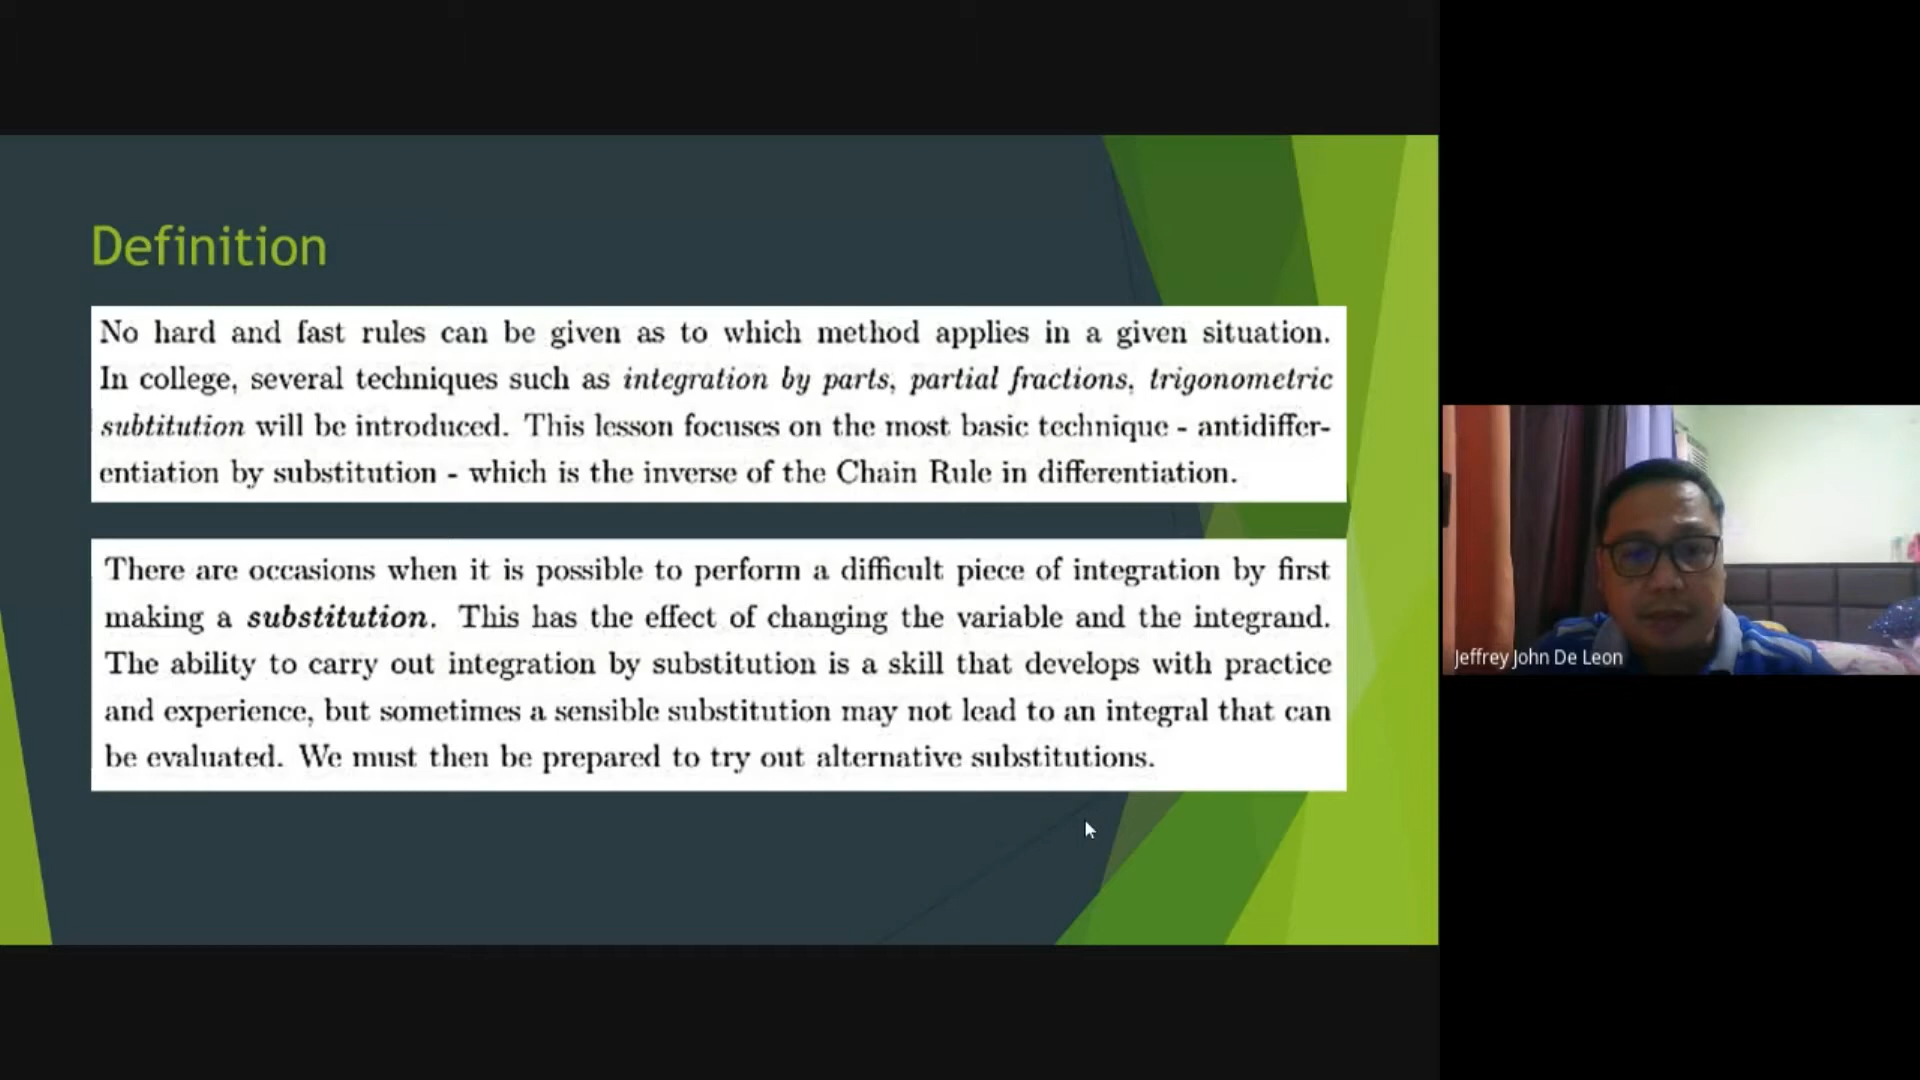 Definition
No hard and fast rules can be given as to which method applies in a given situation.
In college, several techniques such as integration by parts, partial fractions, trigonometric
subtitution will be introduced. This lesson focuses on the most basic technique - antidiffer-
entiation by substitution - which is the inverse of the Chain Rule in differentiation.
There are occasions when it is possible to perform a difficult piece of integration by first
making a substitution. This has the effect of changing the variable and the integrand.
The ability to carry out integration by substitution is a skill that develops with practice
and experience, but sometimes a sensible substitution may not lead to an integral that can
be evaluated. We must then be prepared to try out alternative substitutions.
Jeffrey John De Leon